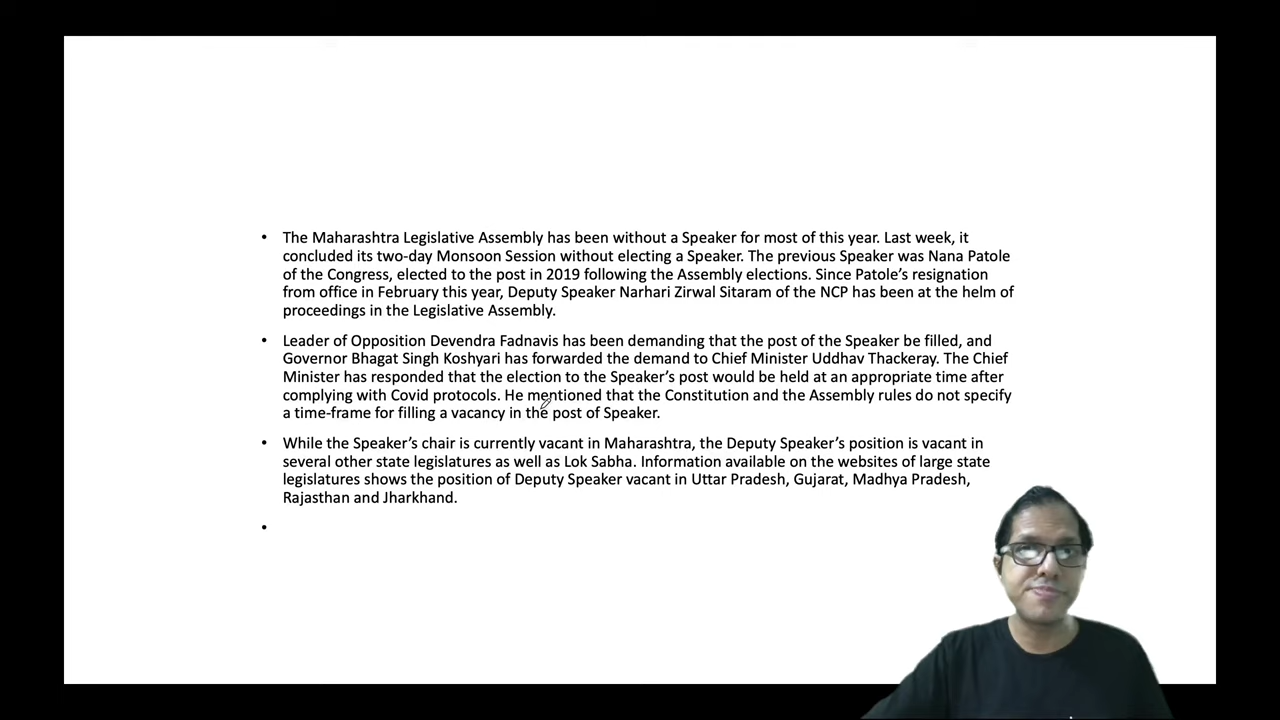 • The Maharashtra Legislative Assembly has been without a Speaker for most of this year. Last week, it
concluded its two-day Monsoon Session without electing a Speaker. The previous Speaker was Nana Patole
of the Congress, elected to the post in 2019 following the Assembly elections. Since Patole’s resignation
from office in February this year, Deputy Speaker Narhari Zirwal Sitaram of the NCP has been at the helm of
proceedings in the Legislative Assembly.
• Leader of Opposition Devendra Fadnavis has been demanding that the post of the Speaker be filled, and
Governor Bhagat Singh Koshyari has forwarded the demand to Chief Minister Uddhav Thackeray. The Chief
Minister has responded that the election to the Speaker’s post would be held at an appropriate time after
complying with Covid protocols. He mentioned that the Constitution and the Assembly rules do not specify
a time-frame for filling a vacancy in the post of Speaker.
• While the Speaker’s chair is currently vacant in Maharashtra, the Deputy Speaker’s position is vacant in
several other state legislatures as well as Lok Sabha. Information available on the websites of large state
legislatures shows the position of Deputy Speaker vacant in Uttar Pradesh, Gujarat, Madhya Pradesh,
Rajasthan and Jharkhand.
•